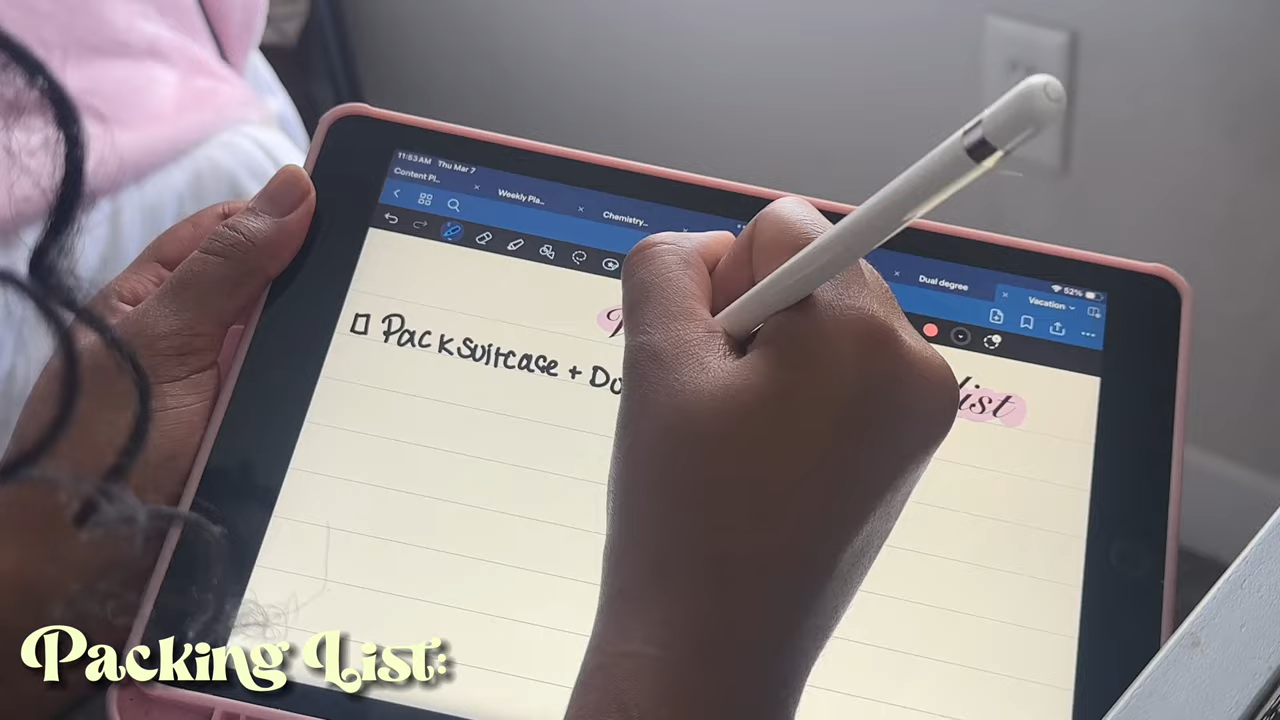 11:53 AM Thu Mar 7
52%
Content Pl...
Weekly Pla...
Chemistry...
Dual degree
Vacation
List
Pack suitcase + Du
Packing List: